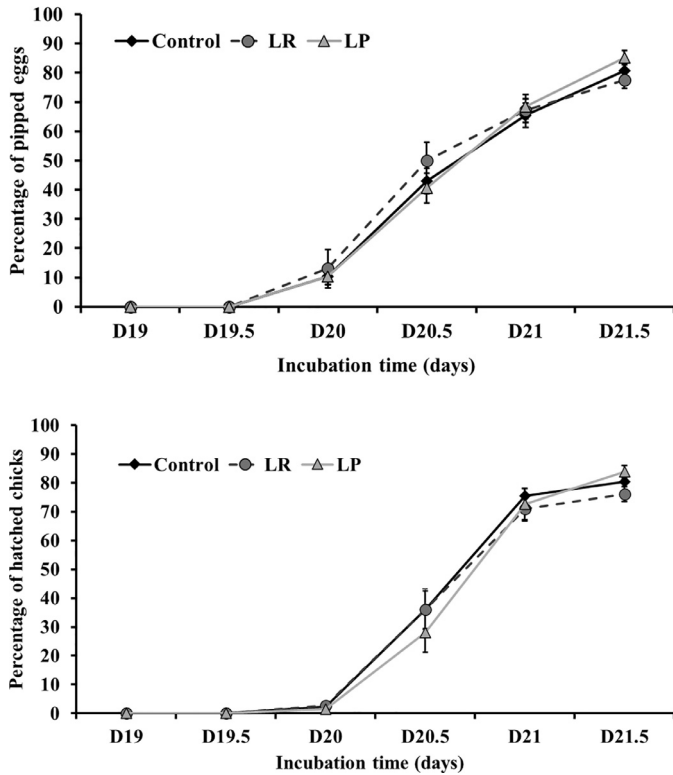 100
90
80
70
60
50
40
30
20
10
0
Percentage of pipped eggs
Control LR LP
D19 D19.5 D20 D20.5 D21 D21.5
Incubation time (days)
100
90
80
70
60
50
40
30
20
10
0
Percentage of hatched chicks
Control LR LP
D19 D19.5 D20 D20.5 D21 D21.5
Incubation time (days)